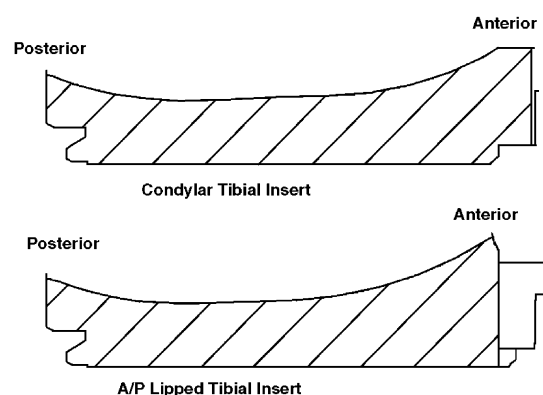 Anterior
Posterior
Condylar Tibial Insert
Anterior
Posterior
A/P Lipped Tibial Insert